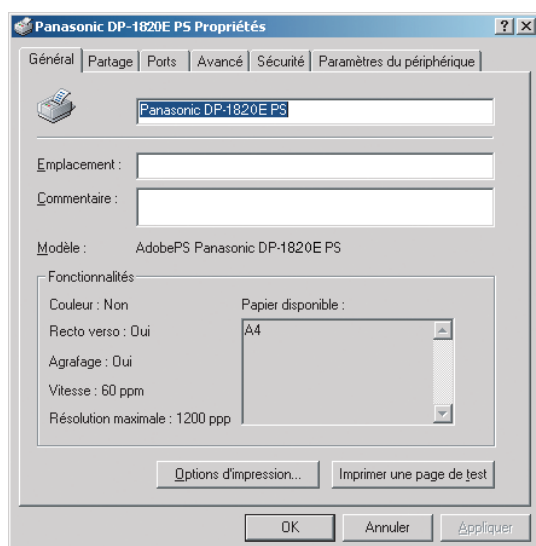 Panasonic DP-1820E PS Propriétés
Général Partage Ports Avancé Sécurité Paramètres du périphérique
Panasonic DP-1820E PS
Emplacement :
Commentaire :
Modèle : AdobePS Panasonic DP-1820E PS
Fonctionnalités
Couleur : Non Papier disponible :
Recto verso : Oui A4
Agrafage : Oui
Vitesse : 60 ppm
Résolution maximale : 1200 ppp
Options d'impression... Imprimer une page de test
OK Annuler Appliquer